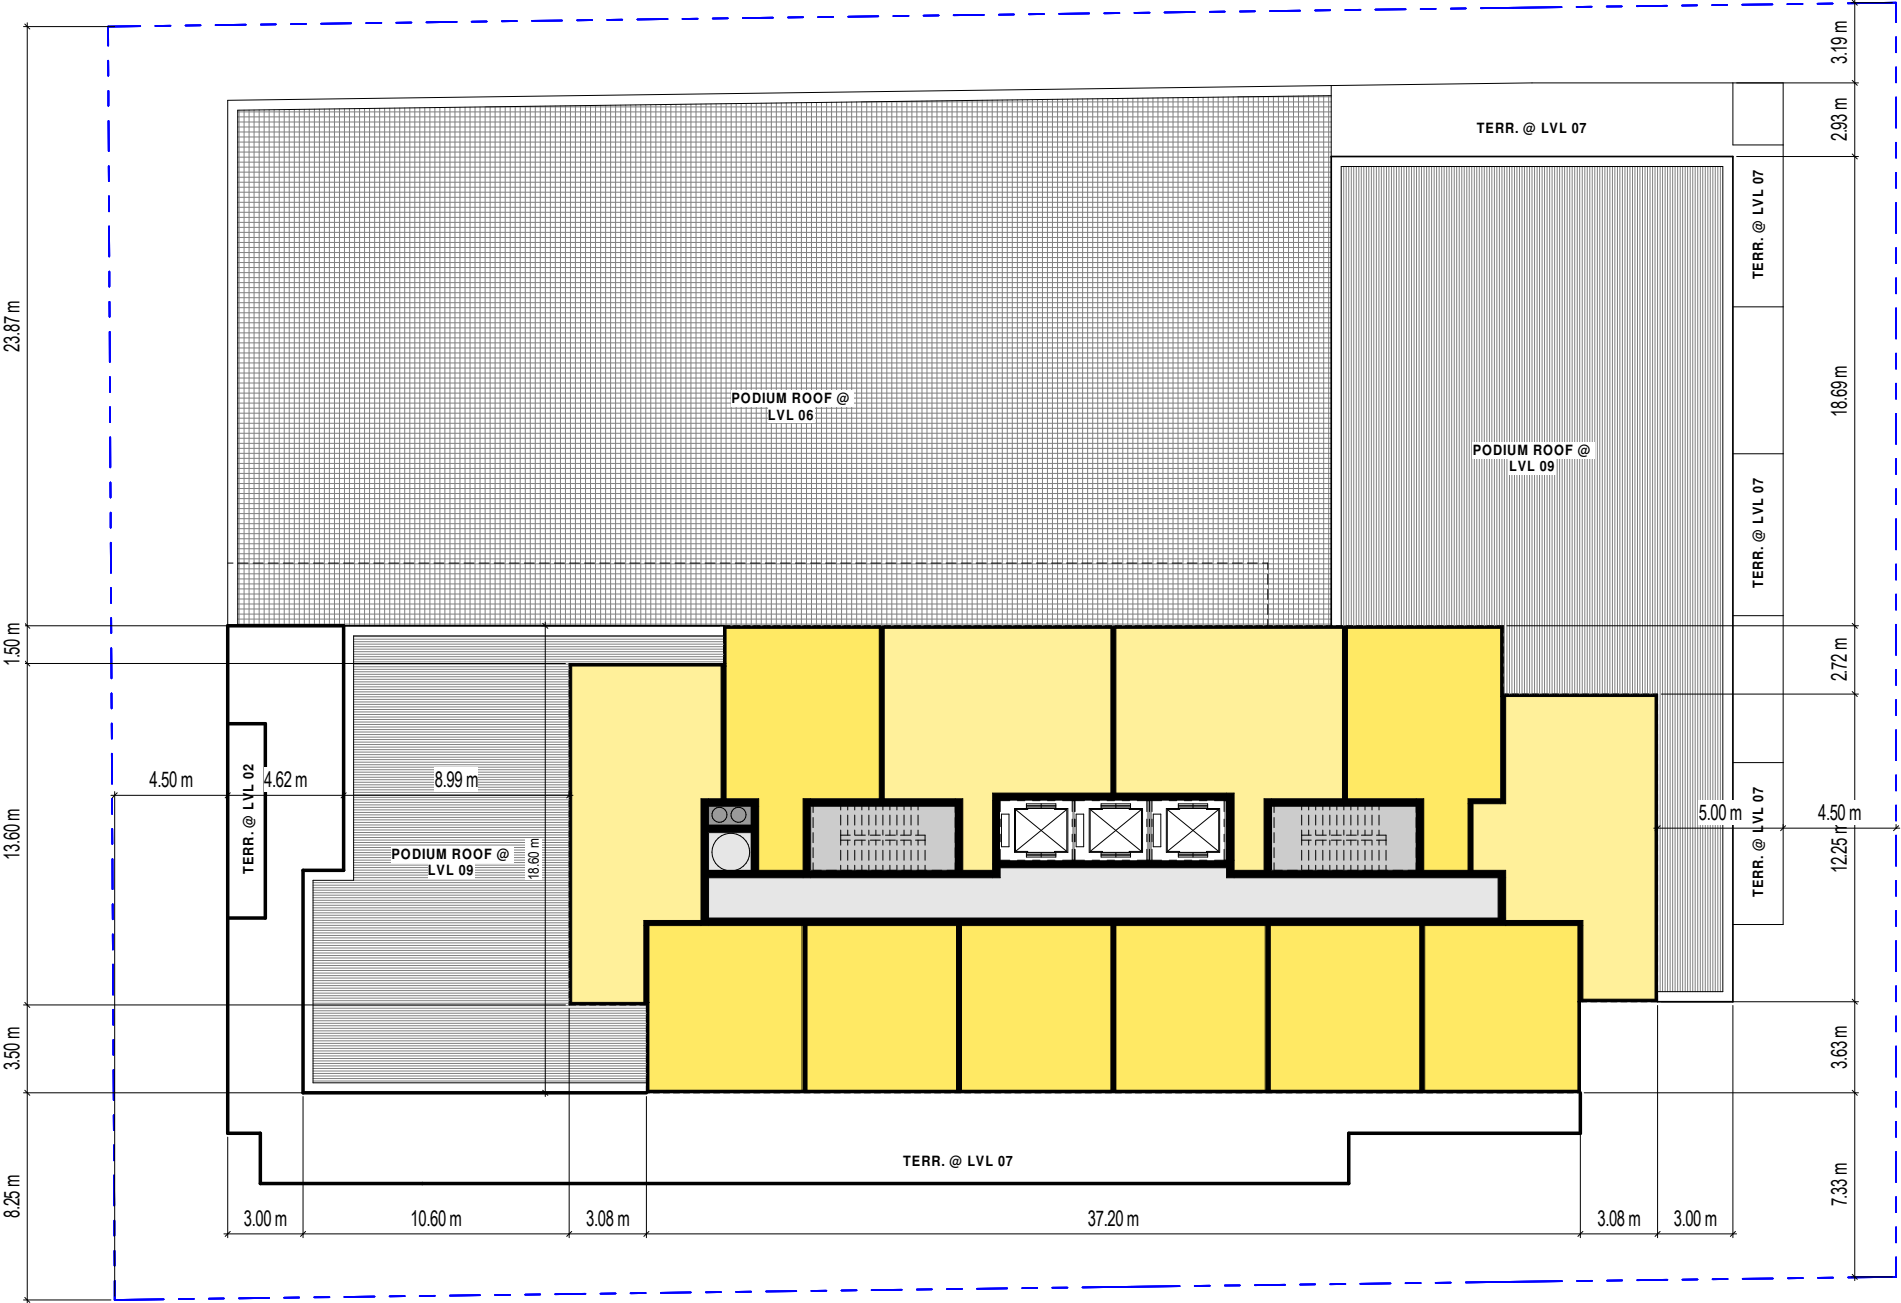 3.19 m
2.93 m
TERR. @ LVL 07
TERR. @ LVL 07
23.87 m
18.69 m
PODIUM ROOF @
LVL 06
PODIUM ROOF @
LVL 09
TERR. @ LVL 07
1.50 m
2.72 m
4.50 m
TERR. @ LVL 02
4.62 m
8.99 m
5.00 m
4.50 m
13.60 m
PODIUM ROOF @
LVL 09
18.60 m
TERR. @ LVL 07
12.25 m
3.50 m
3.63 m
TERR. @ LVL 07
8.25 m
7.33 m
3.00 m
10.60 m
3.08 m
37.20 m
3.08 m
3.00 m